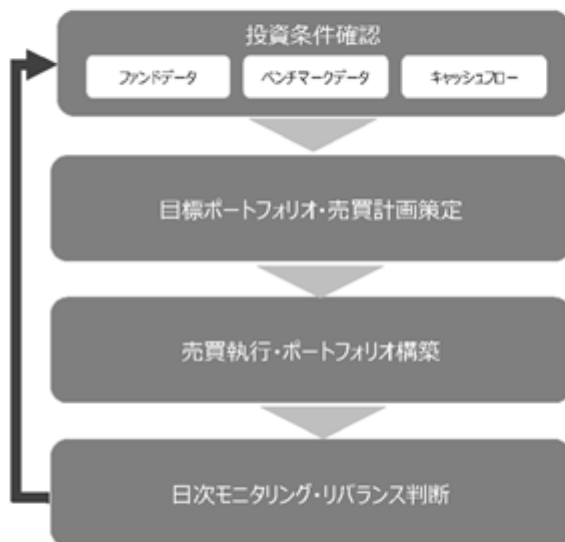 投資条件確認
ファンドデータ
ベンチマークデータ
キャッシュフロー
目標ポートフォリオ・売買計画策定
売買執行・ポートフォリオ構築
日次モニタリング・リバランス判断